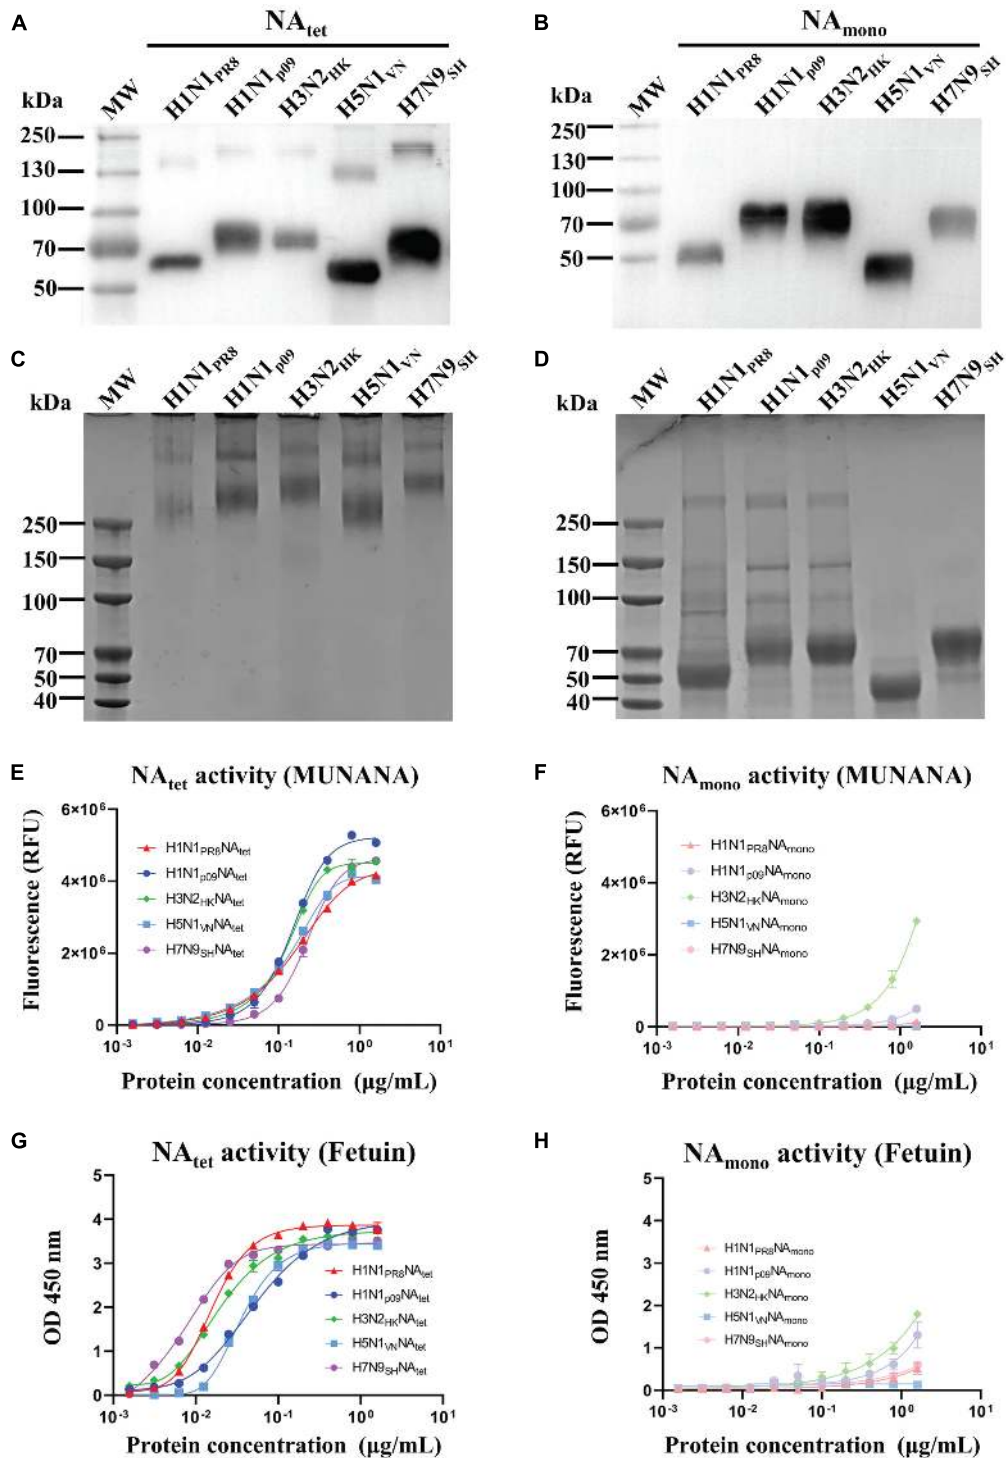 A
NAtet
kDa
MW
H1N1PR8
H1N1p09
H3N2HK
H5N1VN
H7N9SH
250
130
100
70
50
B
NAmono
kDa
MW
H1N1PR8
H1N1p09
H3N2HK
H5N1VN
H7N9SH
250
130
100
70
50
C
kDa
MW
H1N1PR8
H1N1p09
H3N2HK
H5N1VN
H7N9SH
250
150
100
70
50
40
D
kDa
MW
H1N1PR8
H1N1p09
H3N2HK
H5N1VN
H7N9SH
250
150
100
70
50
40
E
NAtet activity (MUNANA)
Fluorescence (RFU)
6×10⁶
4×10⁶
2×10⁶
0
H1N1PR8NAtet
H1N1p09NAtet
H3N2HKNAtet
H5N1VNNAtet
H7N9SHNAtet
10⁻³ 10⁻² 10⁻¹ 10⁰ 10¹
Protein concentration (µg/mL)
F
NAmono activity (MUNANA)
Fluorescence (RFU)
6×10⁶
4×10⁶
2×10⁶
0
H1N1PR8NAmono
H1N1p09NAmono
H3N2HKNAmono
H5N1VNNAmono
H7N9SHNAmono
10⁻³ 10⁻² 10⁻¹ 10⁰ 10¹
Protein concentration (µg/mL)
G
NAtet activity (Fetuin)
OD 450 nm
5
4
3
2
1
0
H1N1PR8NAtet
H1N1p09NAtet
H3N2HKNAtet
H5N1VNNAtet
H7N9SHNAtet
10⁻³ 10⁻² 10⁻¹ 10⁰ 10¹
Protein concentration (µg/mL)
H
NAmono activity (Fetuin)
OD 450 nm
5
4
3
2
1
0
H1N1PR8NAmono
H1N1p09NAmono
H3N2HKNAmono
H5N1VNNAmono
H7N9SHNAmono
10⁻³ 10⁻² 10⁻¹ 10⁰ 10¹
Protein concentration (µg/mL)